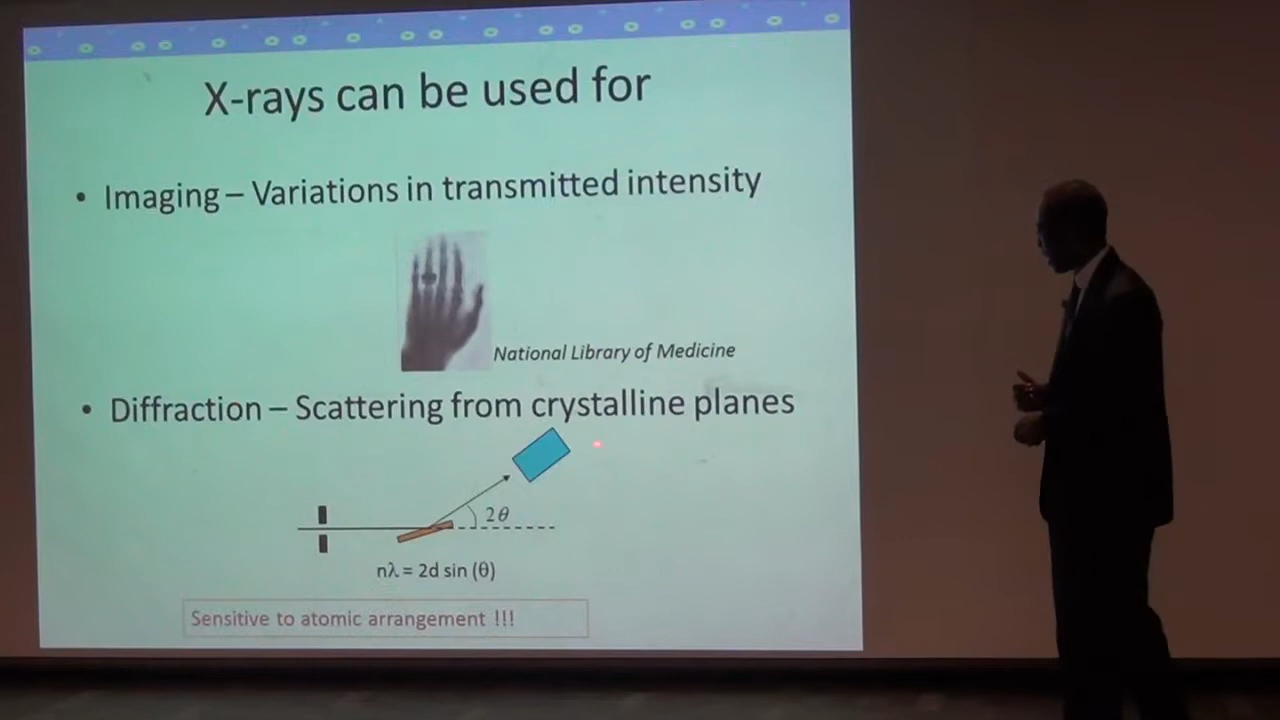 X-rays can be used for
• Imaging – Variations in transmitted intensity
National Library of Medicine
• Diffraction – Scattering from crystalline planes
2θ
nλ = 2d sin (θ)
Sensitive to atomic arrangement !!!